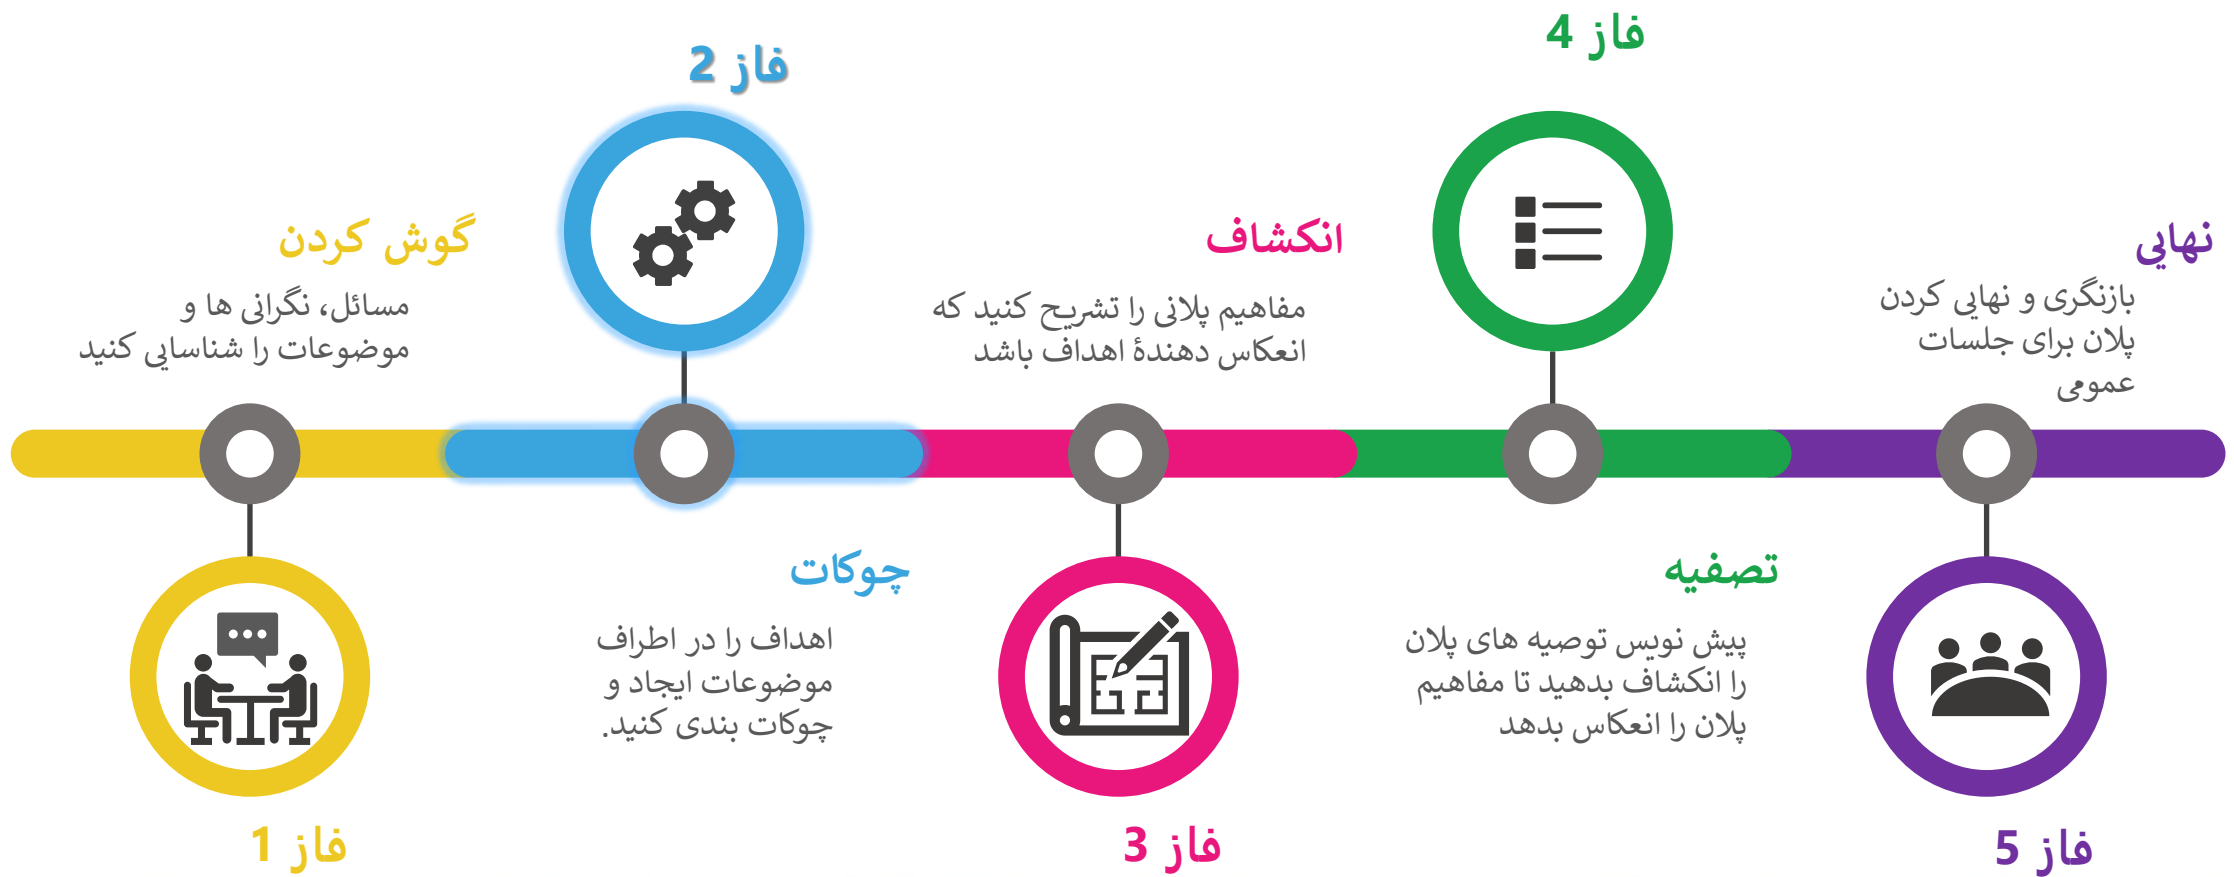 فاز 1
گوش کردن
مسائل، نگرانی ها و
موضوعات را شناسایی کنید
فاز 2
چوکات
اهداف را در اطراف
موضوعات ایجاد و
چوکات بندی کنید.
فاز 3
انکشاف
مفاهیم پلانی را تشریح کنید که
انعکاس دهندهٔ اهداف باشد
فاز 4
تصفیه
پیش نویس توصیه های پلان
را انکشاف بدهید تا مفاهیم
پلان را انعکاس بدهد
فاز 5
نهایی
بازنگری و نهایی کردن
پلان برای جلسات
عمومی